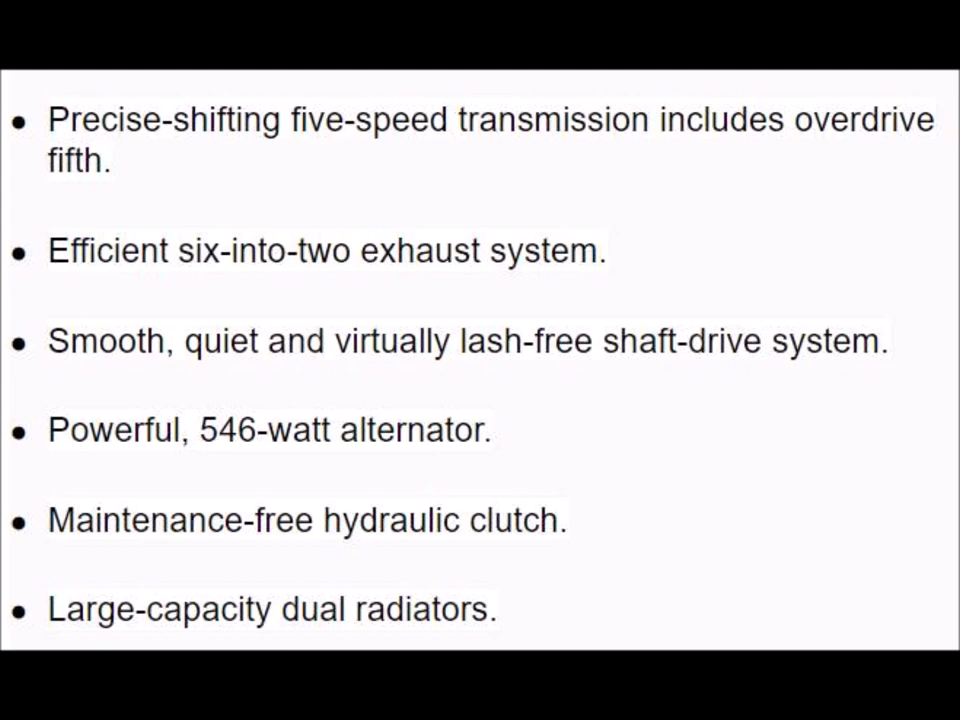 • Precise-shifting five-speed transmission includes overdrive
fifth.
• Efficient six-into-two exhaust system.
• Smooth, quiet and virtually lash-free shaft-drive system.
• Powerful, 546-watt alternator.
• Maintenance-free hydraulic clutch.
• Large-capacity dual radiators.